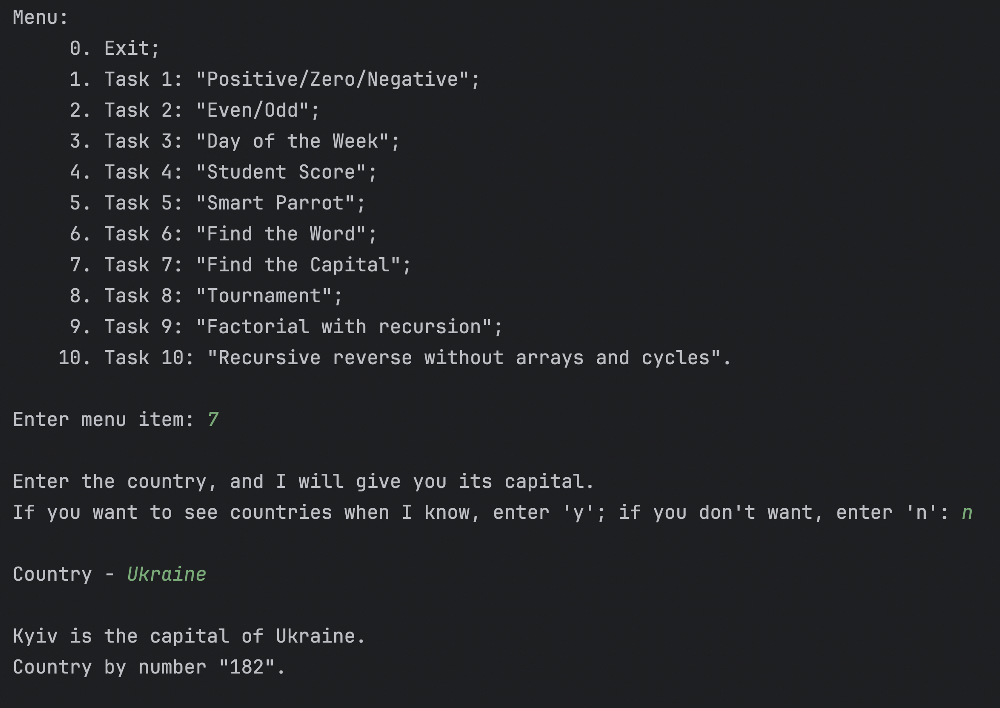 Menu:
0. Exit;
1. Task 1: "Positive/Zero/Negative";
2. Task 2: "Even/Odd";
3. Task 3: "Day of the Week";
4. Task 4: "Student Score";
5. Task 5: "Smart Parrot";
6. Task 6: "Find the Word";
7. Task 7: "Find the Capital";
8. Task 8: "Tournament";
9. Task 9: "Factorial with recursion";
10. Task 10: "Recursive reverse without arrays and cycles".
Enter menu item: 7
Enter the country, and I will give you its capital.
If you want to see countries when I know, enter 'y'; if you don't want, enter 'n': n
Country - Ukraine
Kyiv is the capital of Ukraine.
Country by number "182".